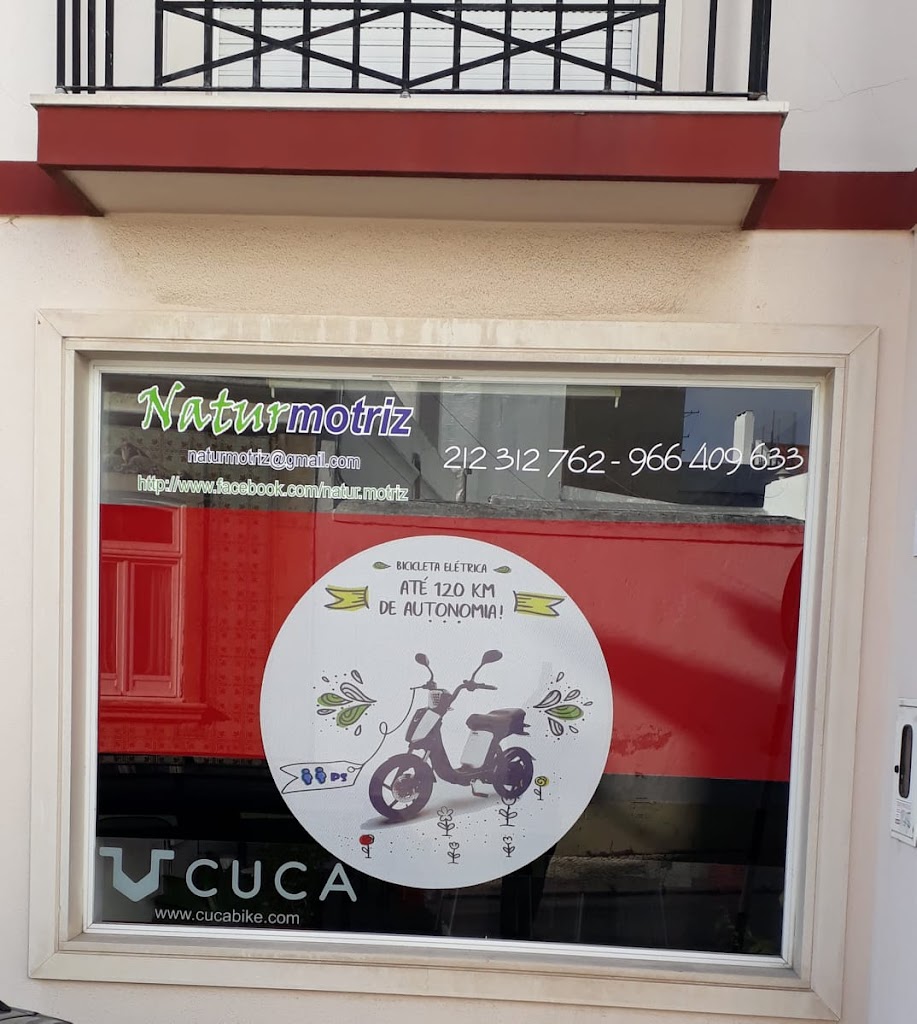 Naturmotriz
naturmotriz@gmail.com
http://www.facebook.com/natur.motriz
212 312 762 - 966 409 633
BICICLETA ELÉTRICA
ATÉ 120 KM
DE AUTONOMIA!
CUCA
www.cucabike.com